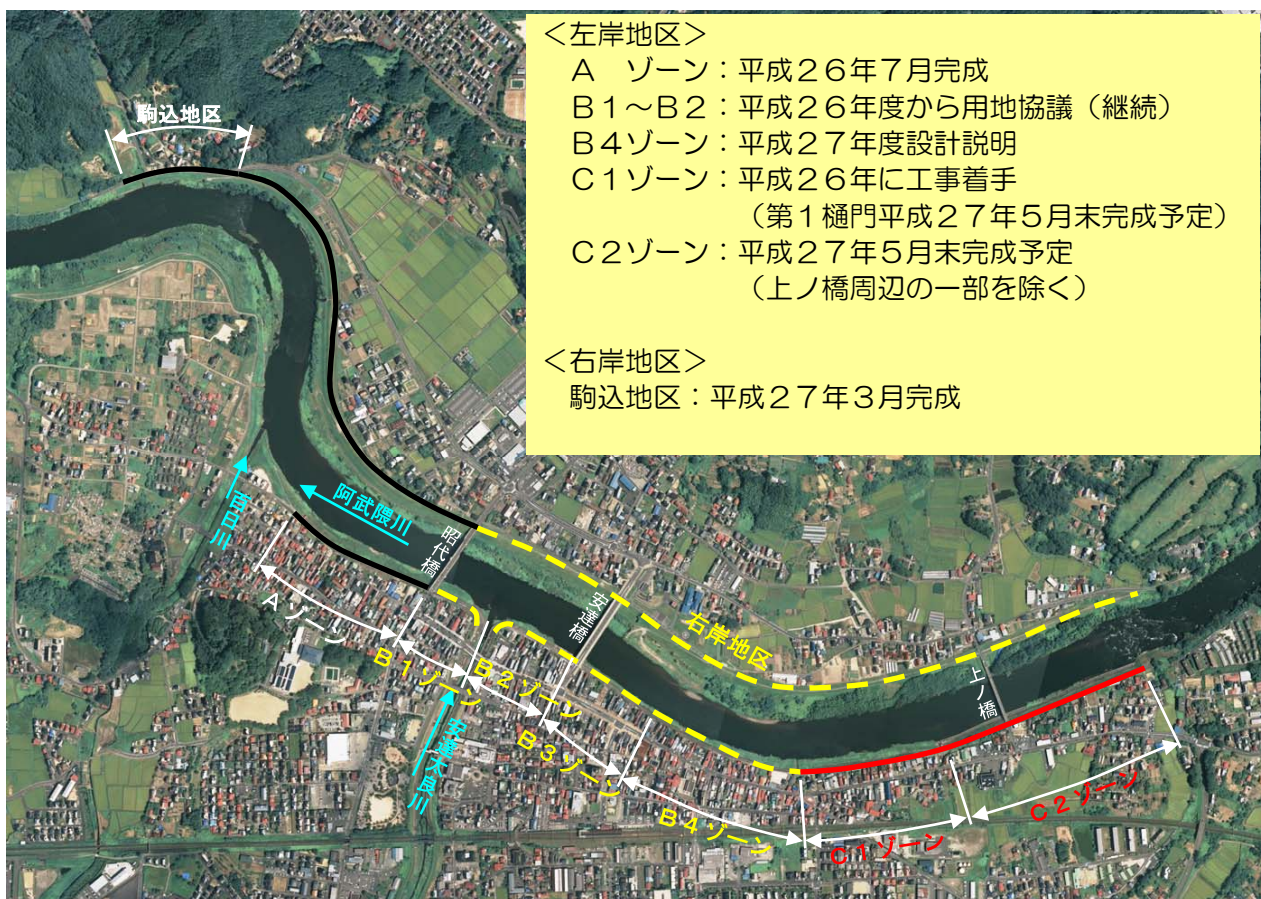 ＜左岸地区＞
Ａ　ゾーン：平成２６年７月完成
Ｂ１～Ｂ２：平成２６年度から用地協議（継続）
Ｂ４ゾーン：平成２７年度設計説明
Ｃ１ゾーン：平成２６年に工事着手
（第１樋門平成２７年５月末完成予定）
Ｃ２ゾーン：平成２７年５月末完成予定
（上ノ橋周辺の一部を除く）
＜右岸地区＞
駒込地区：平成２７年３月完成
駒込地区
百日川
阿武隈川
昭代橋
安達橋
右岸地区
上ノ橋
Ａゾーン
Ｂ１ゾーン
Ｂ２ゾーン
Ｂ３ゾーン
Ｂ４ゾーン
Ｃ１ゾーン
Ｃ２ゾーン
安達太良川